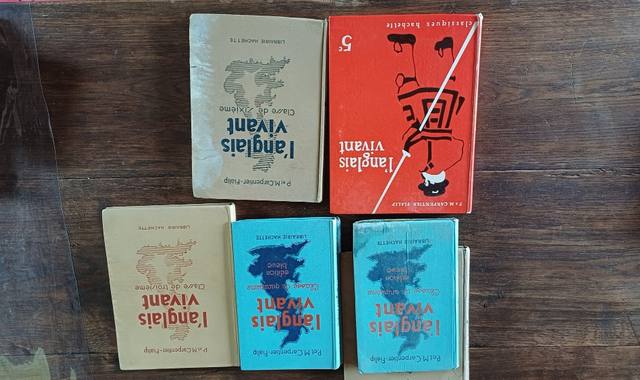 P. et M. Carpentier-Fialip
l'anglais
vivant
Classe de sixième
LIBRAIRIE HACHETTE
P. & M. CARPENTIER-FIALIP
l'anglais
vivant
5e
classiques hachette
P. et M. Carpentier-Fialip
l'anglais
vivant
Classe de troisième
LIBRAIRIE HACHETTE
P. et M. Carpentier-Fialip
l'anglais
vivant
Classe de quatrième
édition
bleue
LIBRAIRIE HACHETTE
P. et M. Carpentier-Fialip
l'anglais
vivant
Classe de quatrième
édition
bleue
LIBRAIRIE HACHETTE